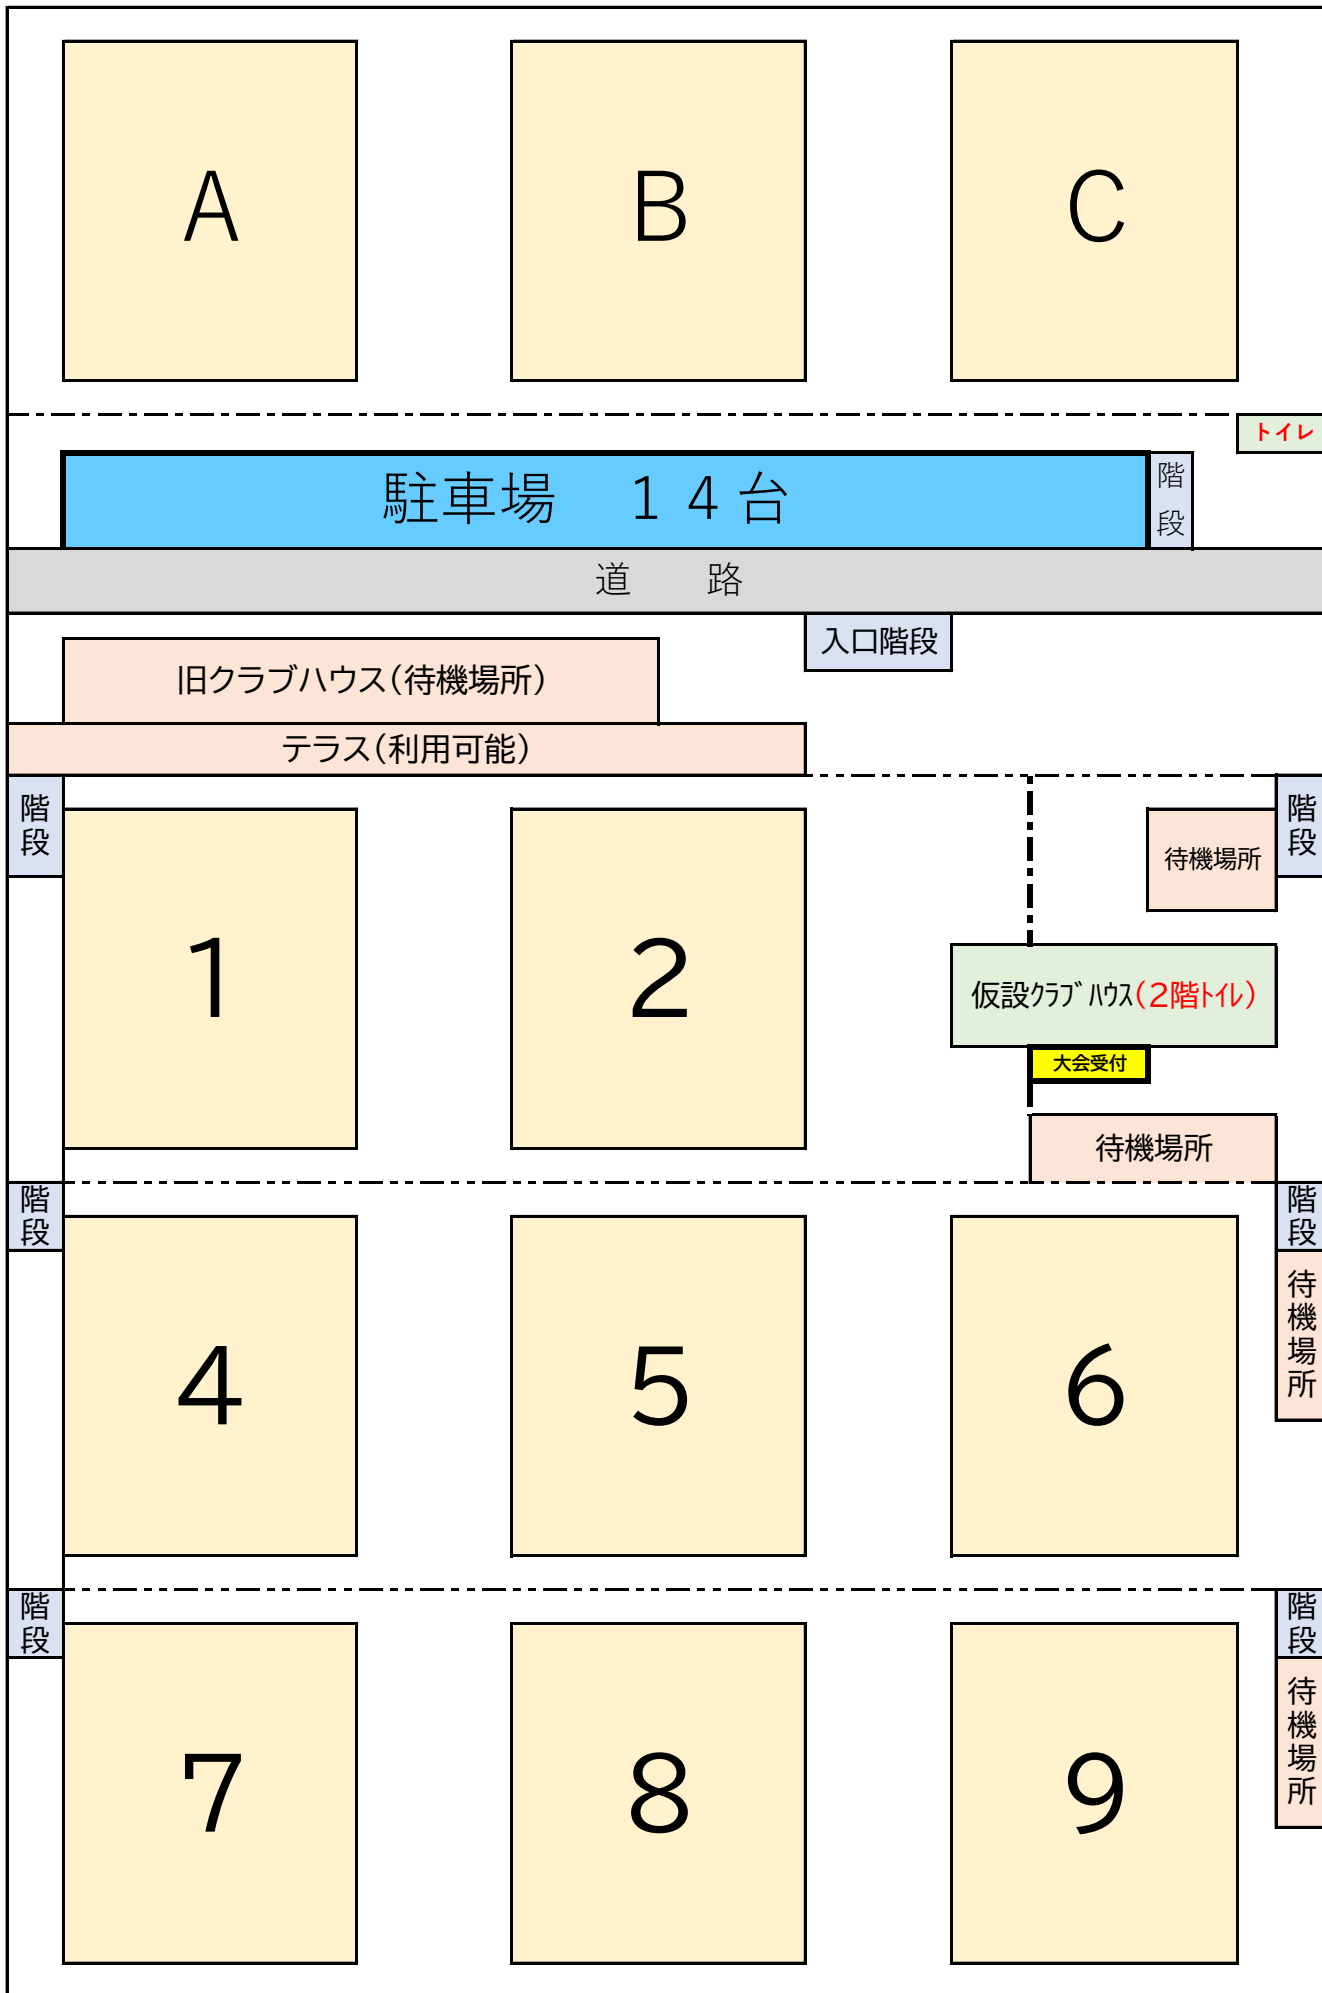 A
B
C
トイレ
駐車場　１４台
階
段
道　　路
入口階段
旧クラブハウス(待機場所)
テラス(利用可能)
階
段
階
段
1
2
待機場所
仮設ｸﾗﾌﾞﾊｳｽ(2階ﾄｲﾚ)
大会受付
待機場所
階
段
階
段
4
5
6
待
機
場
所
階
段
階
段
7
8
9
待
機
場
所